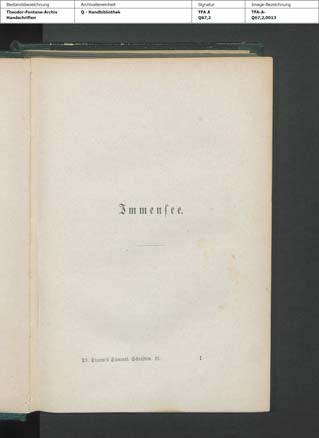 Bestandsbezeichnung Archivalieneinheit Signatur Image-Bezeichnung
Theodor-Fontane-Archiv Q - Handbibliothek TFA A TFA-A-
Handschriften Q67,2 Q67,2,0013
Immensee.
Th. Storm's Sämmtl. Schriften. II. 1